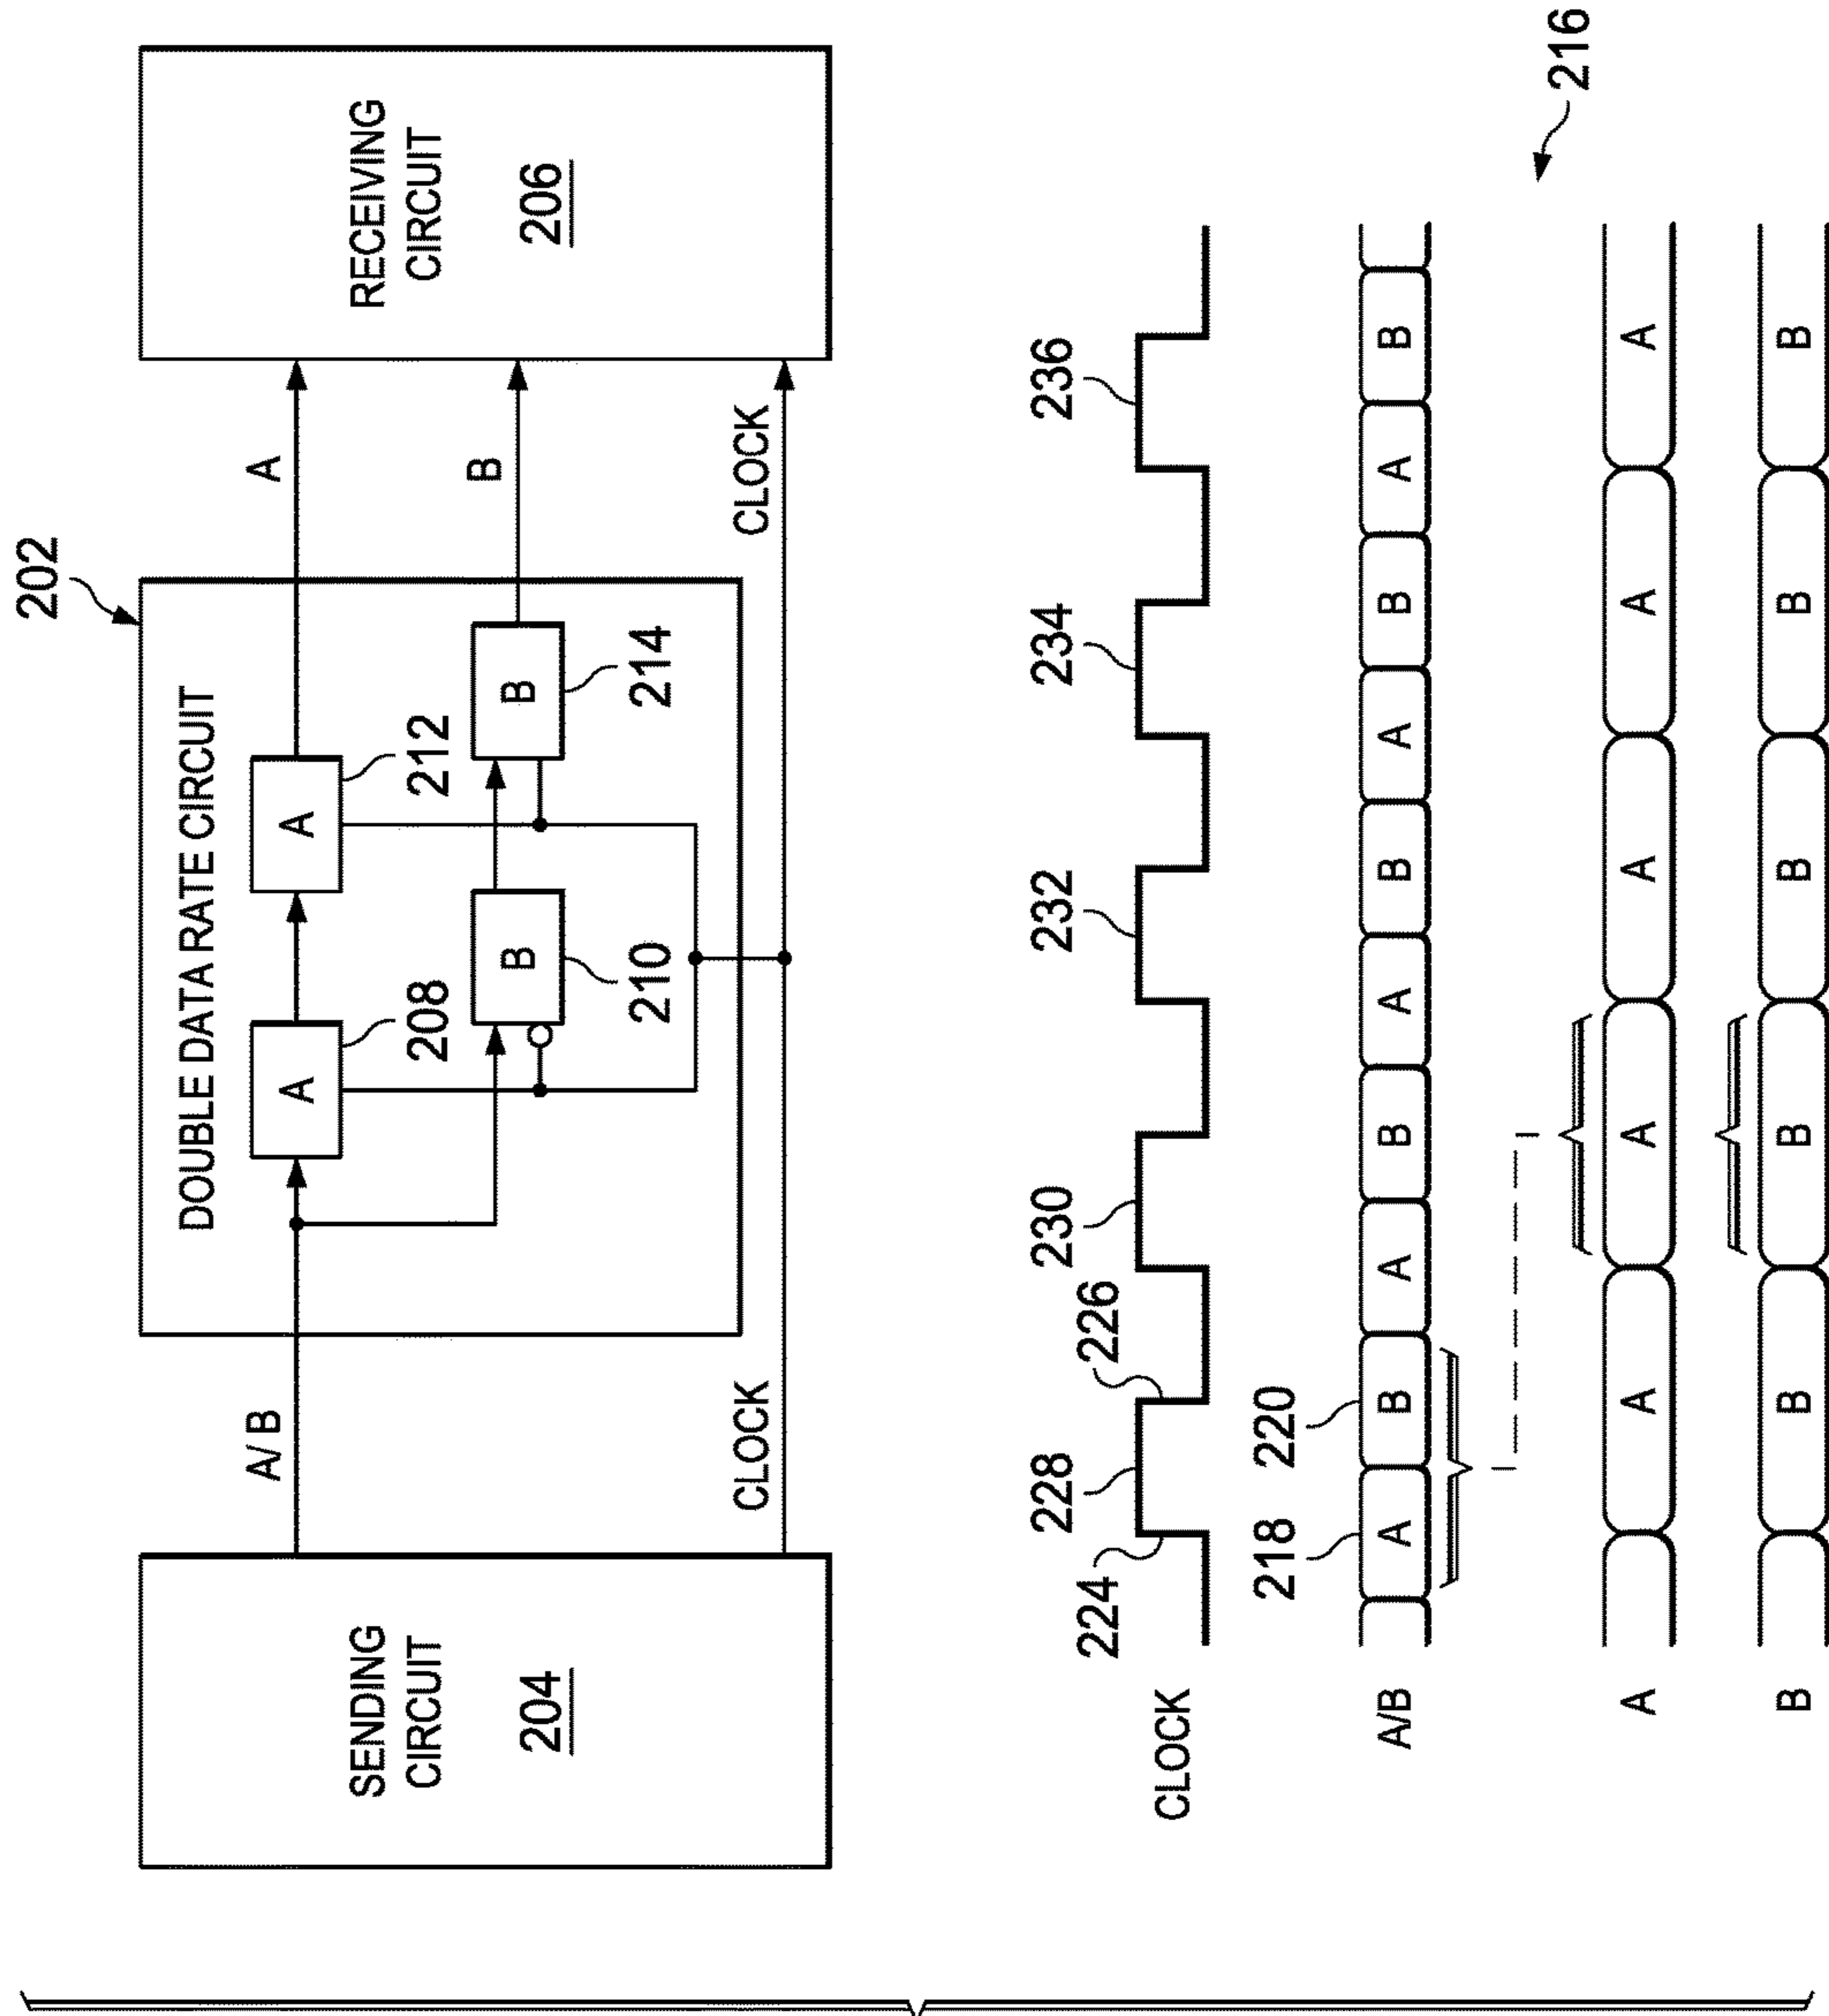 202
SENDING
CIRCUIT
204
A/B
CLOCK
DOUBLE DATA RATE CIRCUIT
A
208
A
212
B
210
B
214
A
B
CLOCK
RECEIVING
CIRCUIT
206
228
230
232
234
236
224
226
CLOCK
218
220
A/B
A B A B A B A B A B
216
A
A A A A A
B
B B B B B